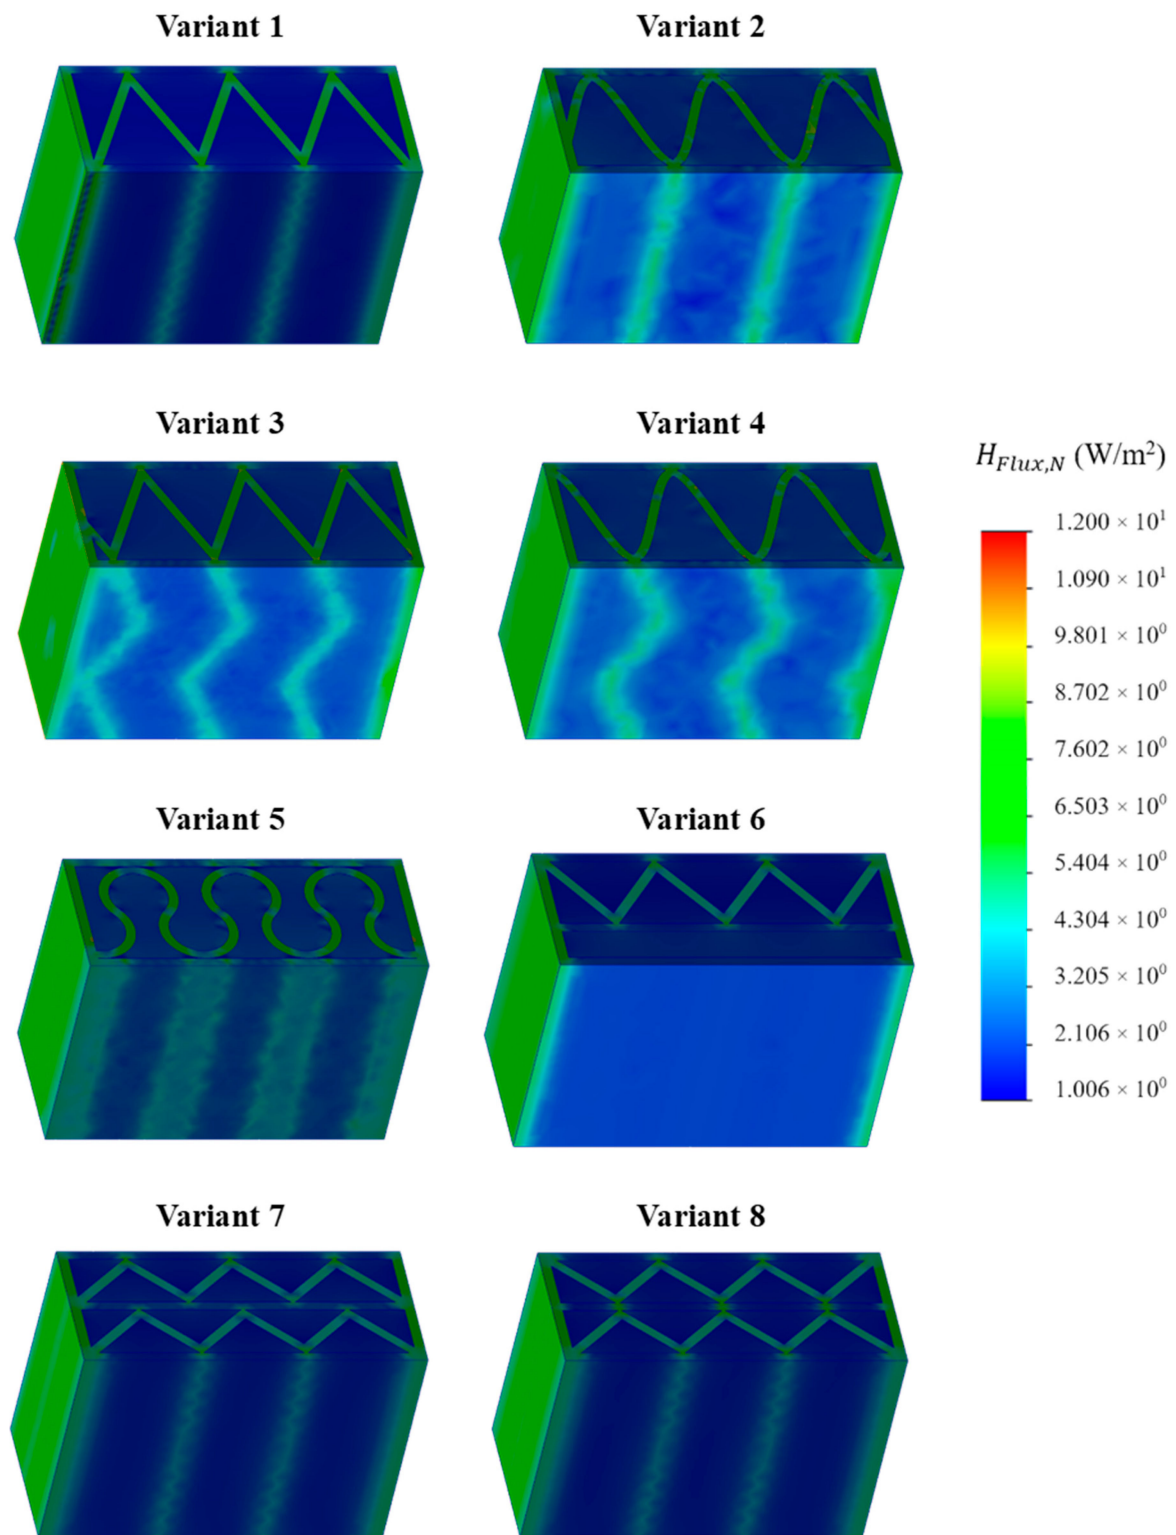 Variant 1
Variant 2
Variant 3
Variant 4
H_{Flux,N} (W/m²)
1.200 × 10¹
1.090 × 10¹
9.801 × 10⁰
8.702 × 10⁰
7.602 × 10⁰
6.503 × 10⁰
5.404 × 10⁰
4.304 × 10⁰
3.205 × 10⁰
2.106 × 10⁰
1.006 × 10⁰
Variant 5
Variant 6
Variant 7
Variant 8